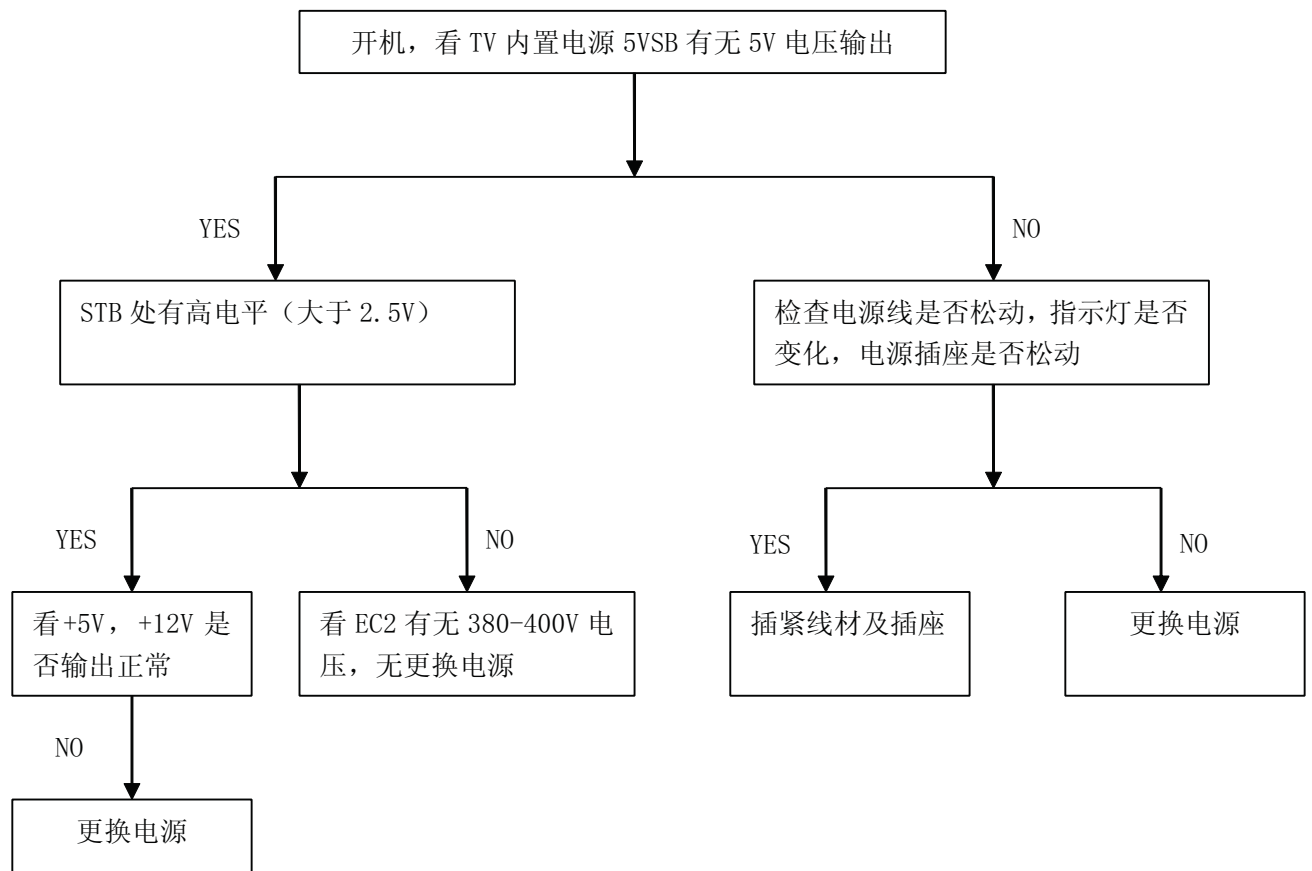 开机，看 TV 内置电源 5VSB 有无 5V 电压输出
YES
NO
STB 处有高电平（大于 2.5V）
检查电源线是否松动，指示灯是否
变化，电源插座是否松动
YES
NO
YES
NO
看+5V，+12V 是
否输出正常
看 EC2 有无 380-400V 电
压，无更换电源
插紧线材及插座
更换电源
NO
更换电源